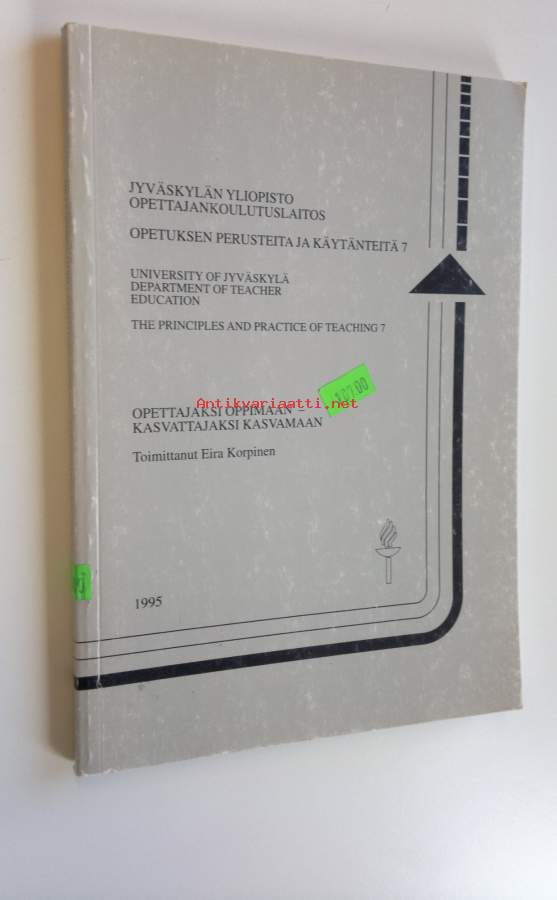 JYVÄSKYLÄN YLIOPISTO
OPETTAJANKOULUTUSLAITOS
OPETUKSEN PERUSTEITA JA KÄYTÄNTEITÄ 7
UNIVERSITY OF JYVÄSKYLÄ
DEPARTMENT OF TEACHER
EDUCATION
THE PRINCIPLES AND PRACTICE OF TEACHING 7
Antikvariaatti.net
OPETTAJAKSI OPPIMAAN –
KASVATTAJAKSI KASVAMAAN
Toimittanut Eira Korpinen
1995